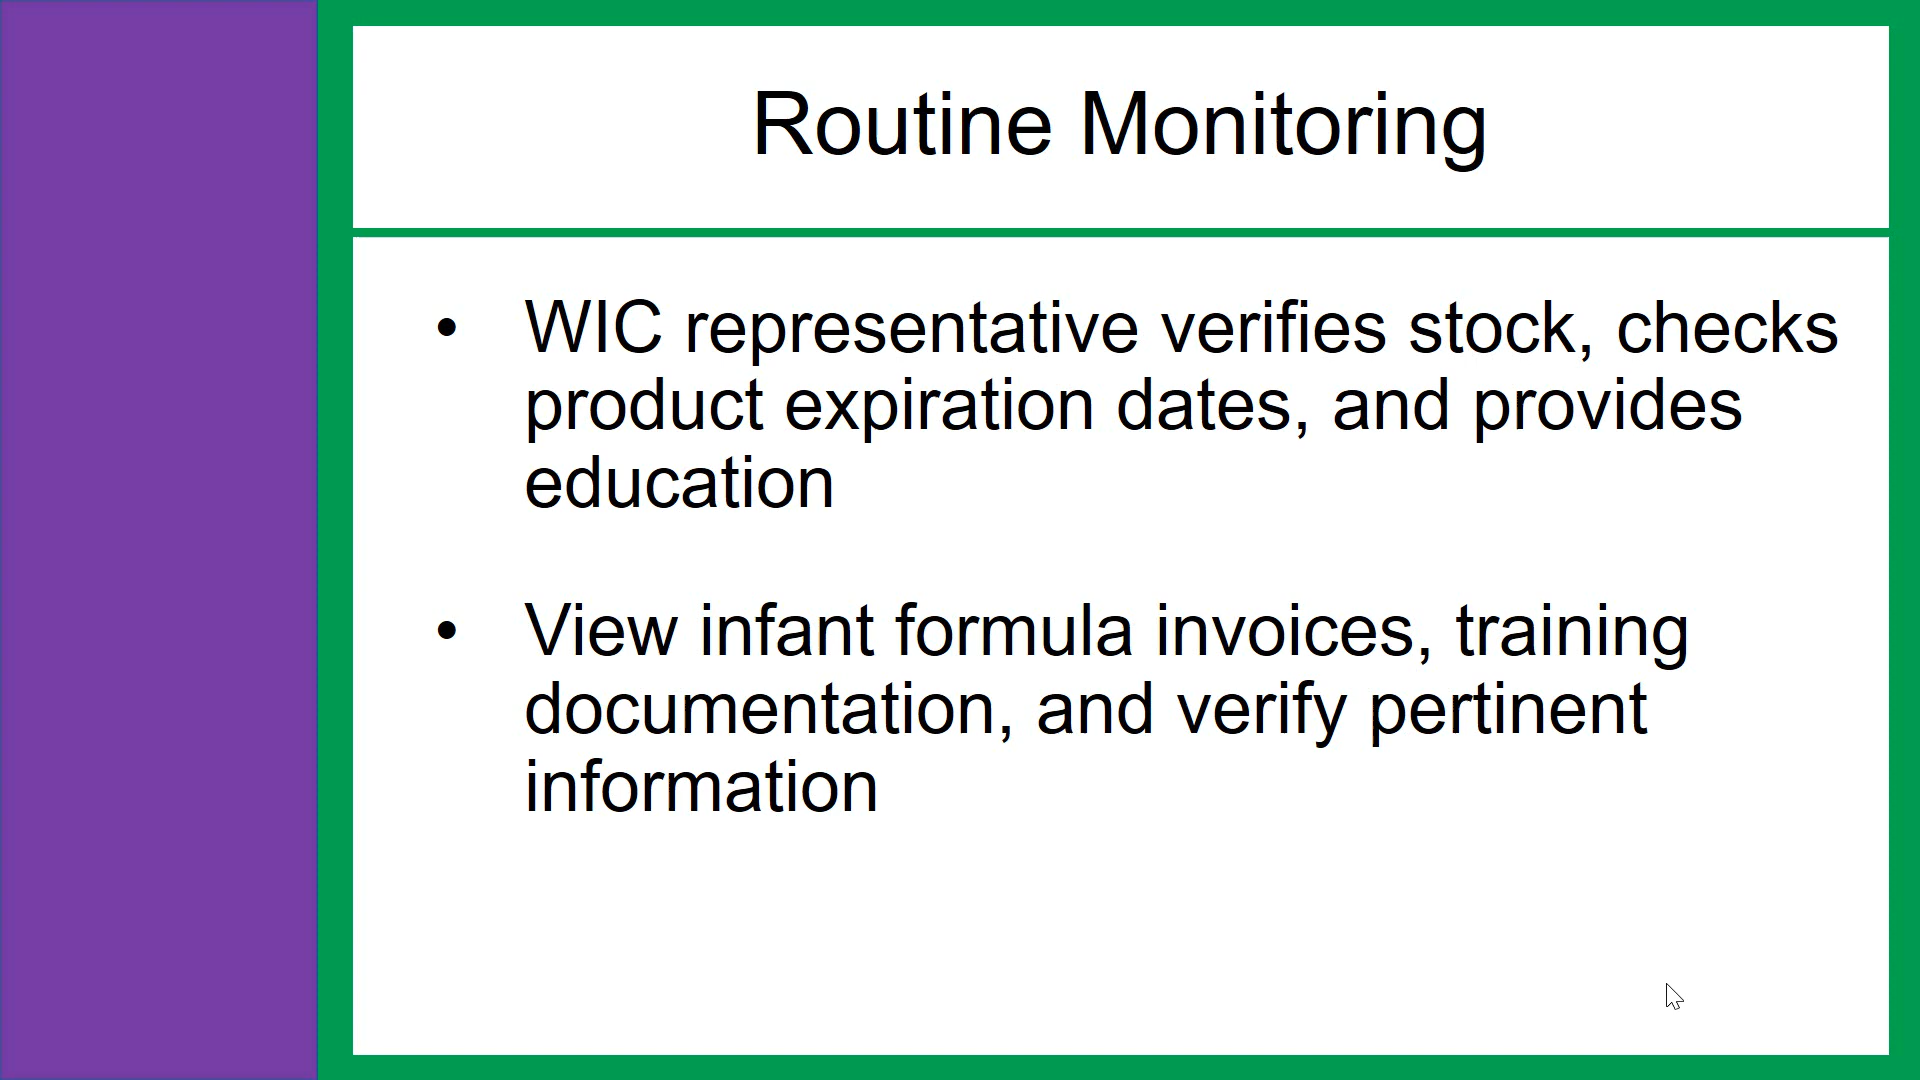 Routine Monitoring
• WIC representative verifies stock, checks
product expiration dates, and provides
education
• View infant formula invoices, training
documentation, and verify pertinent
information